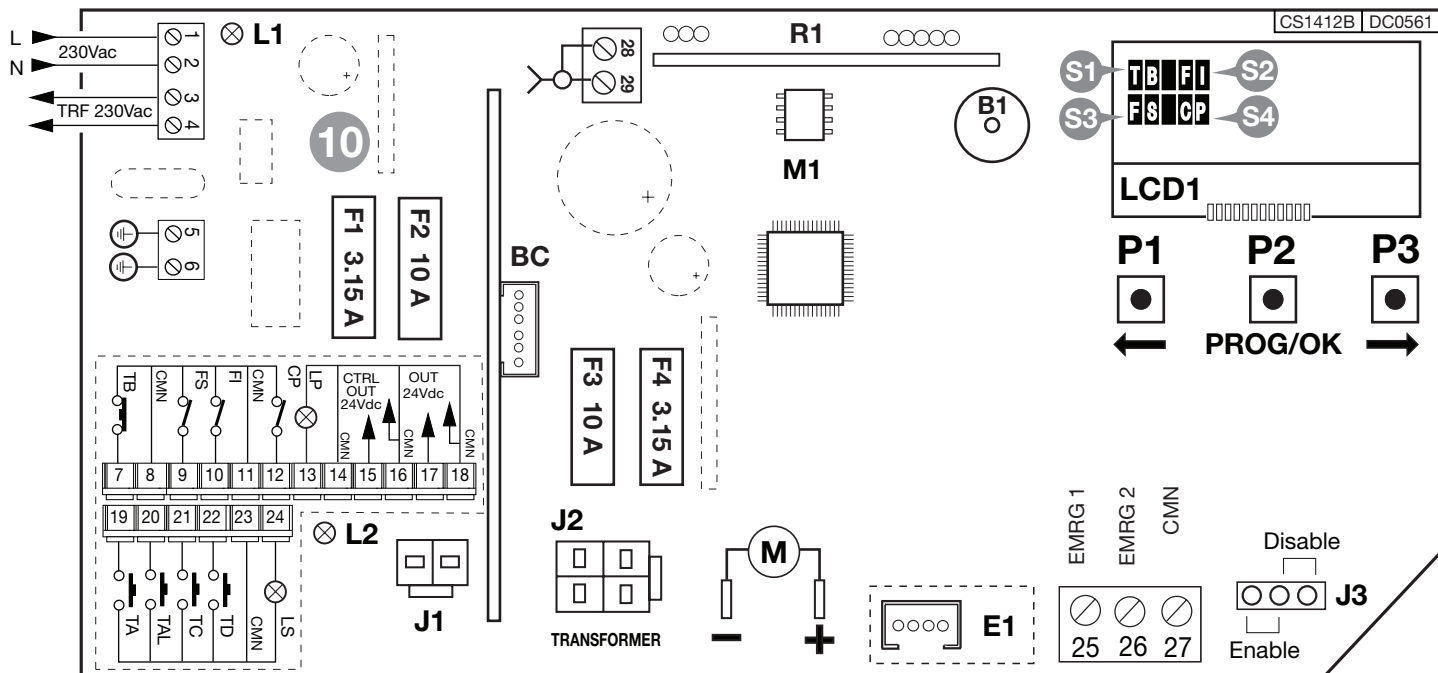 CS1412B DC0561
L 230Vac
N
TRF 230Vac
1
2
3
4
L1
10
28
29
R1
M1
B1
S1 TB FI S2
S3 FS CP S4
LCD1
P1 P2 P3
PROG/OK
5
6
F1 3.15 A
F2 10 A
BC
F3 10 A
F4 3.15 A
TB CMN FS FI CMN CP LP CMN CTRL OUT 24Vdc CMN OUT 24Vdc CMN
7 8 9 10 11 12 13 14 15 16 17 18
19 20 21 22 23 24
TA TAL TC TD CMN LS
L2
J1
J2
TRANSFORMER
M
− +
E1
EMRG 1 EMRG 2 CMN
25 26 27
Disable
J3
Enable